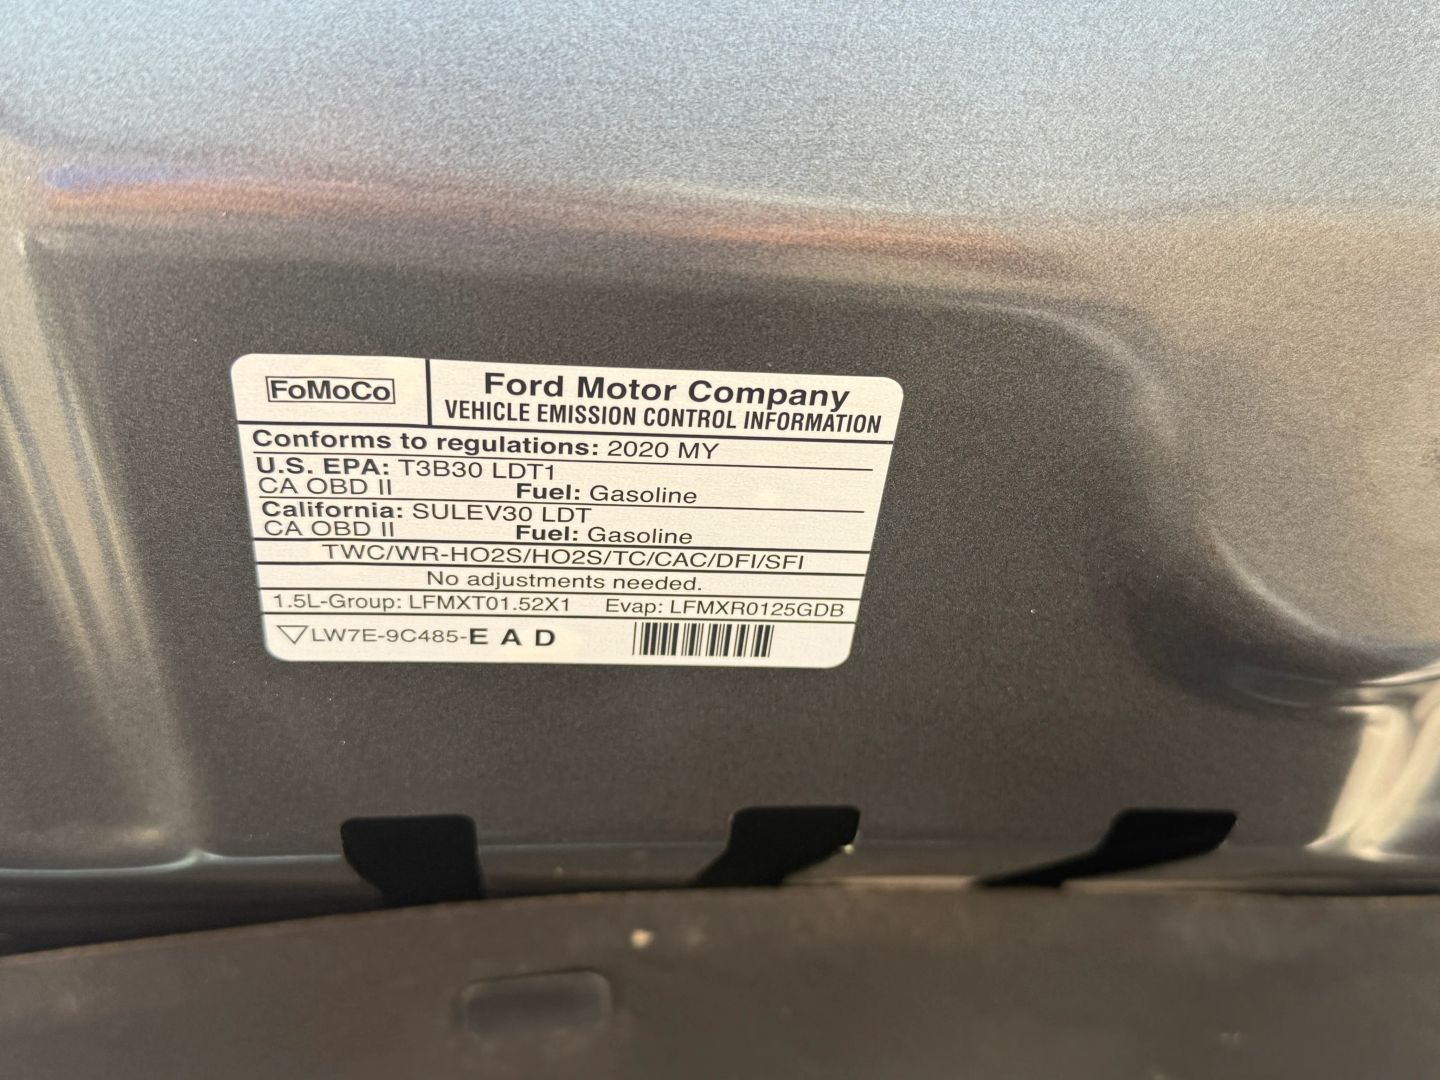 FoMoCo
Ford Motor Company
VEHICLE EMISSION CONTROL INFORMATION
Conforms to regulations: 2020 MY
U.S. EPA: T3B30 LDT1
CA OBD II Fuel: Gasoline
California: SULEV30 LDT
CA OBD II Fuel: Gasoline
TWC/WR-HO2S/HO2S/TC/CAC/DFI/SFI
No adjustments needed.
1.5L-Group: LFMXT01.52X1 Evap: LFMXR0125GDB
LW7E-9C485-E A D